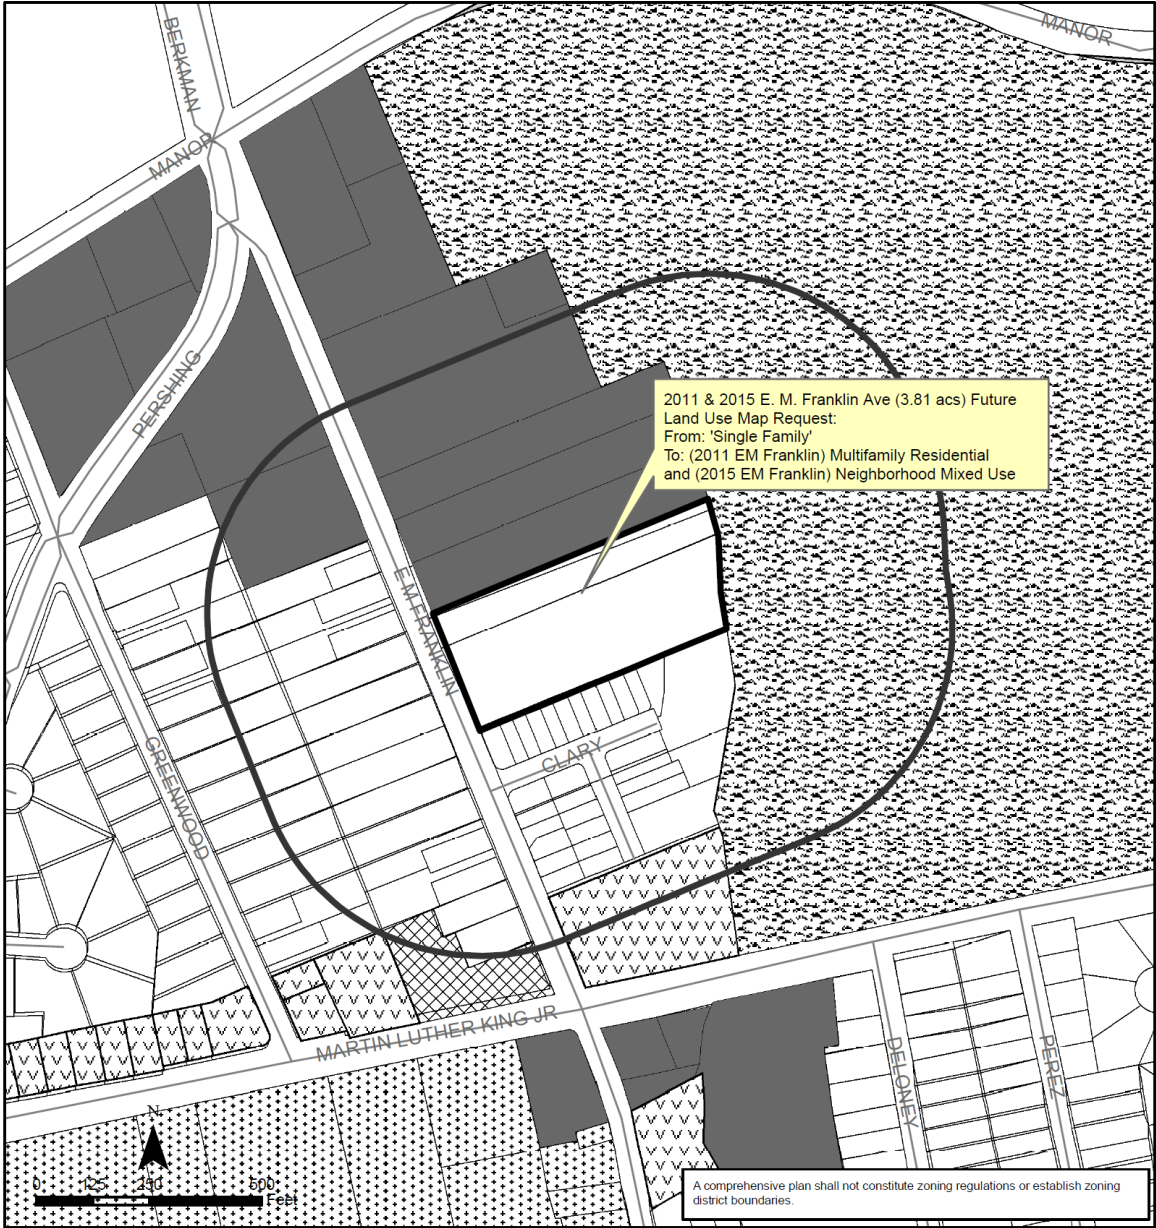 BERKMAN
MANOR
MANOR
PERSHING
2011 & 2015 E. M. Franklin Ave (3.81 acs) Future
Land Use Map Request:
From: 'Single Family'
To: (2011 EM Franklin) Multifamily Residential
and (2015 EM Franklin) Neighborhood Mixed Use
E M FRANKLIN
GREENWOOD
CLARY
MARTIN LUTHER KING JR
DELONEY
PEREZ
N
0 125 250 500
Feet
A comprehensive plan shall not constitute zoning regulations or establish zoning
district boundaries.